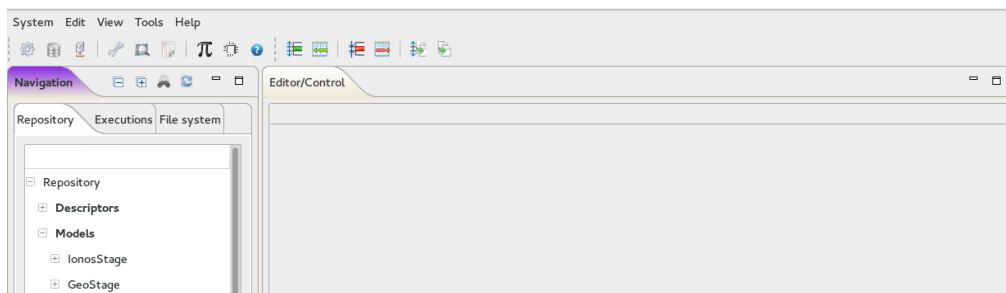 System Edit View Tools Help
Navigation
Editor/Control
Repository Executions File system
Repository
Descriptors
Models
IonosStage
GeoStage